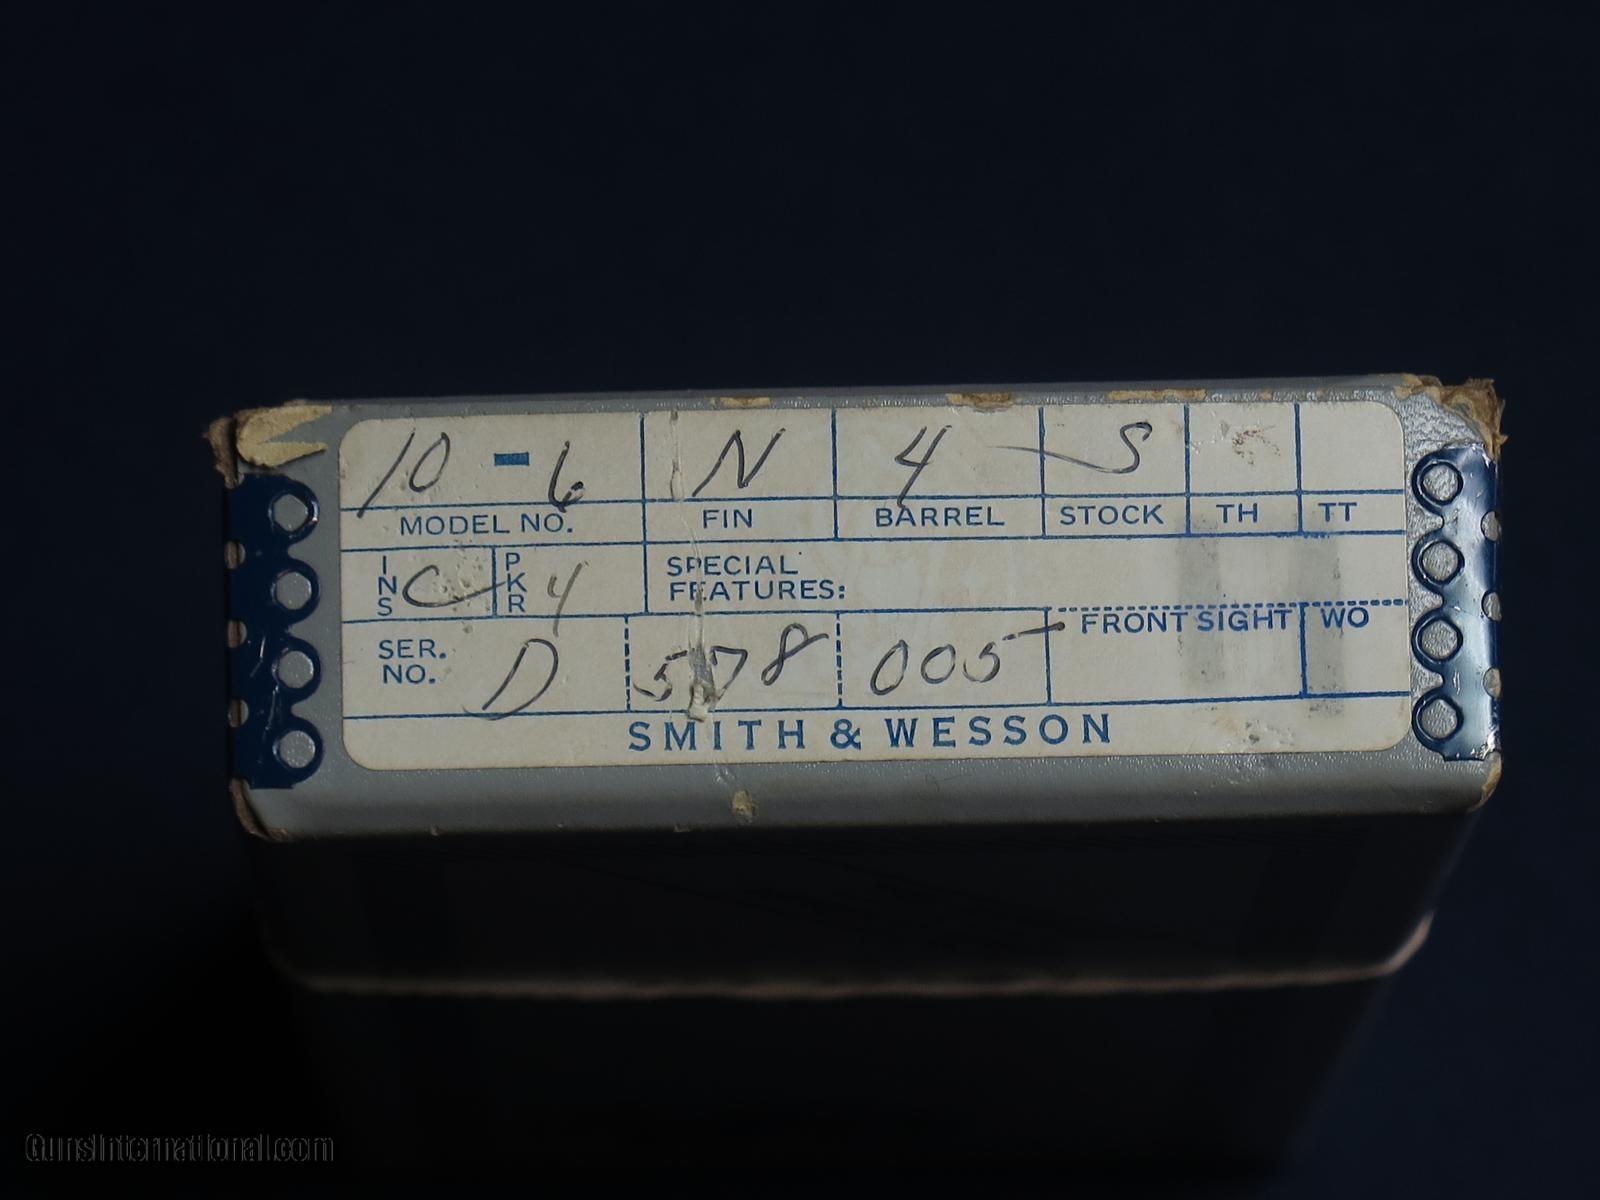 10 - 6 N 4 S
MODEL NO. FIN BARREL STOCK TH TT
INS C PKR 4 SPECIAL
FEATURES:
SER. NO. D 578 005 FRONT SIGHT WO
SMITH & WESSON
GunsInternational.com